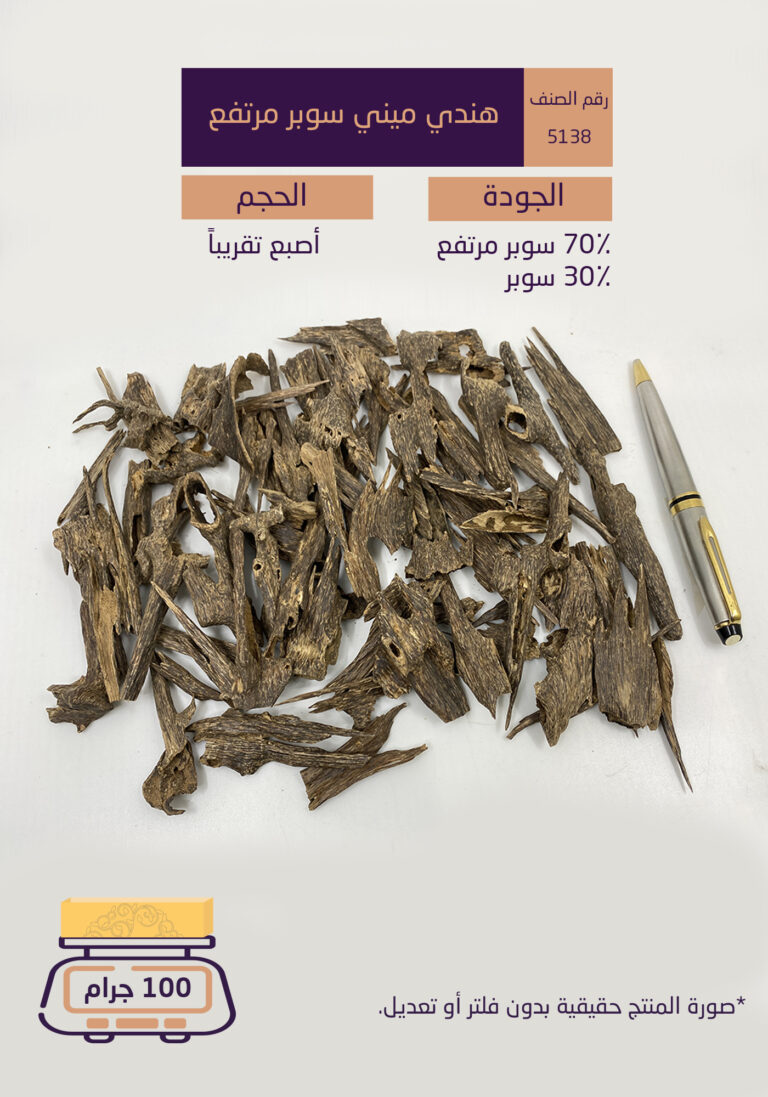 رقم الصنف
5138
هندي ميني سوبر مرتفع
الجودة
70٪ سوبر مرتفع
30٪ سوبر
الحجم
أصبع تقريباً
100 جرام
*صورة المنتج حقيقية بدون فلتر أو تعديل.